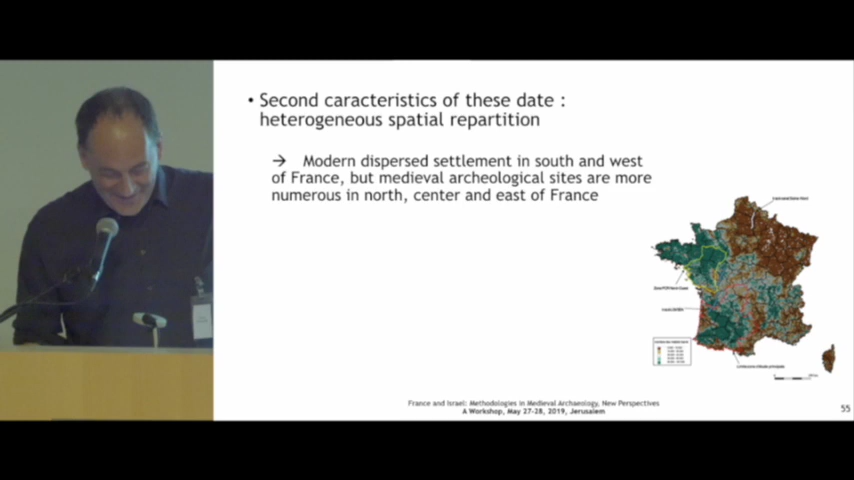 • Second caracteristics of these date :
heterogeneous spatial repartition
→ Modern dispersed settlement in south and west
of France, but medieval archeological sites are more
numerous in north, center and east of France
France and Israel: Methodologies in Medieval Archaeology, New Perspectives
A Workshop, May 27-28, 2019, Jerusalem
55